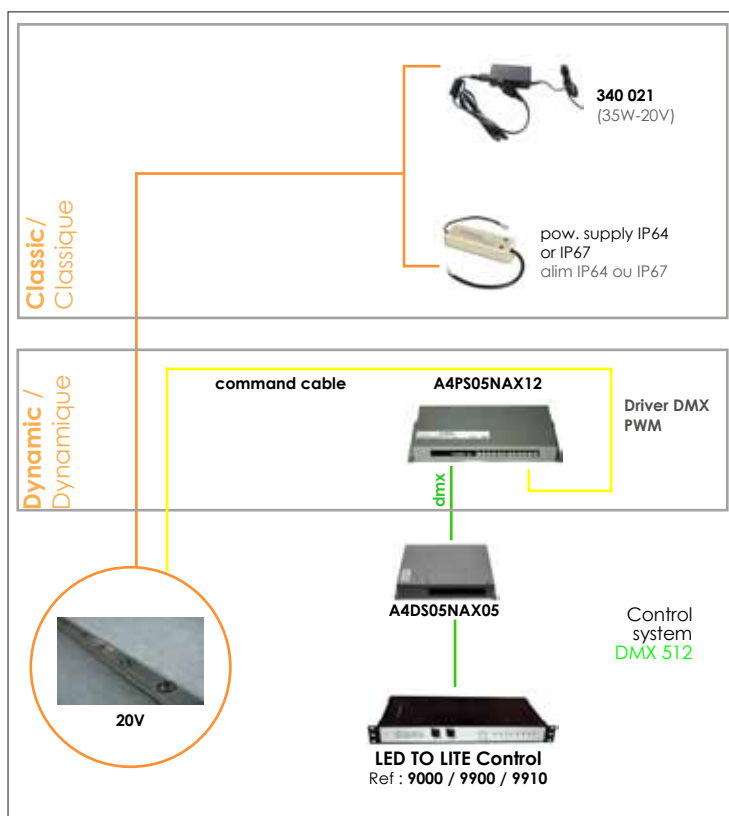 340 021
(35W-20V)
Classic /
Classique
pow. supply IP64
or IP67
alim IP64 ou IP67
Dynamic /
Dynamique
command cable
A4PS05NAX12
Driver DMX
PWM
dmx
A4DS05NAX05
Control
system
DMX 512
20V
LED TO LITE Control
Ref : 9000 / 9900 / 9910